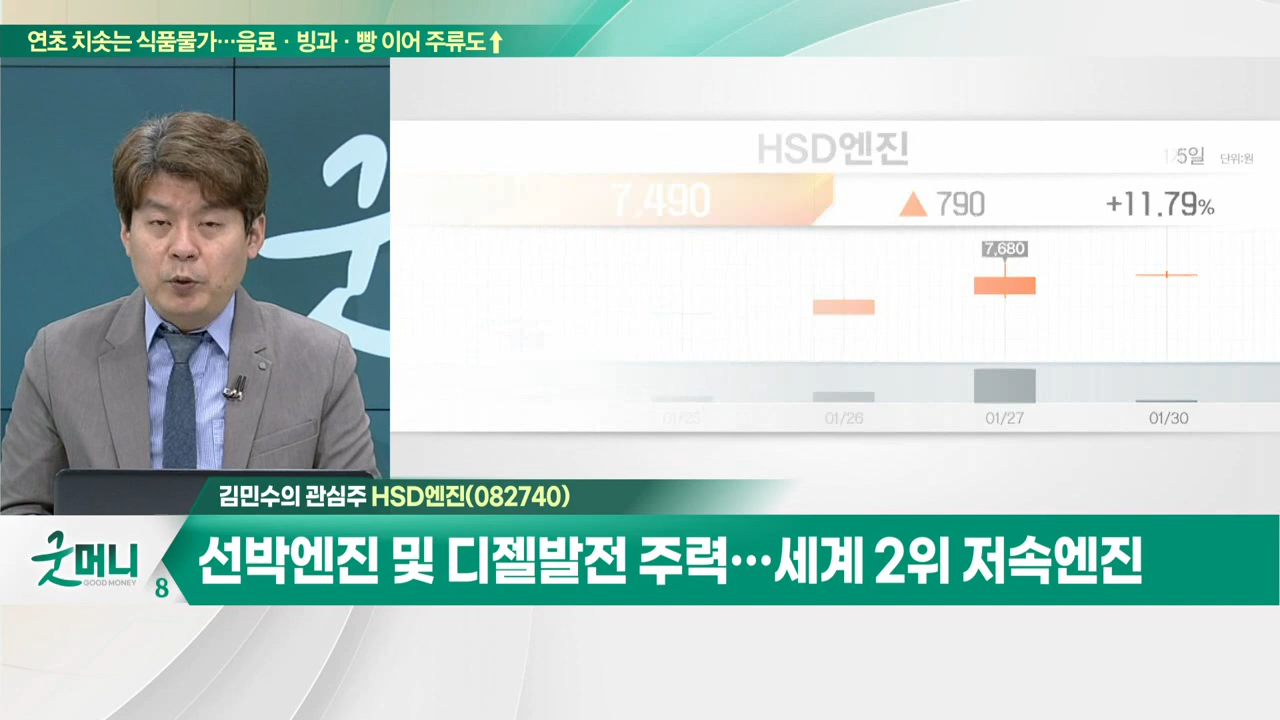 연초 치솟는 식품물가…음료·빙과·빵 이어 주류도↑
HSD엔진
5일 단위:원
7,490 ▲ 790 +11.79%
7,680
01/25 01/26 01/27 01/30
김민수의 관심주 HSD엔진(082740)
굿머니 선박엔진 및 디젤발전 주력…세계 2위 저속엔진
GOOD MONEY
8